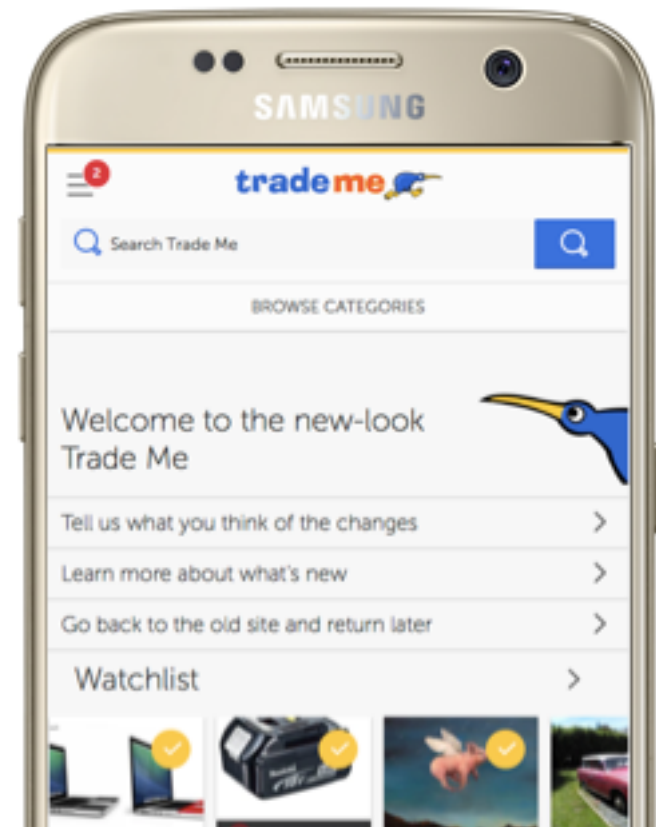 SAMSUNG
2
trademe
Search Trade Me
BROWSE CATEGORIES
Welcome to the new-look
Trade Me
Tell us what you think of the changes
Learn more about what's new
Go back to the old site and return later
Watchlist